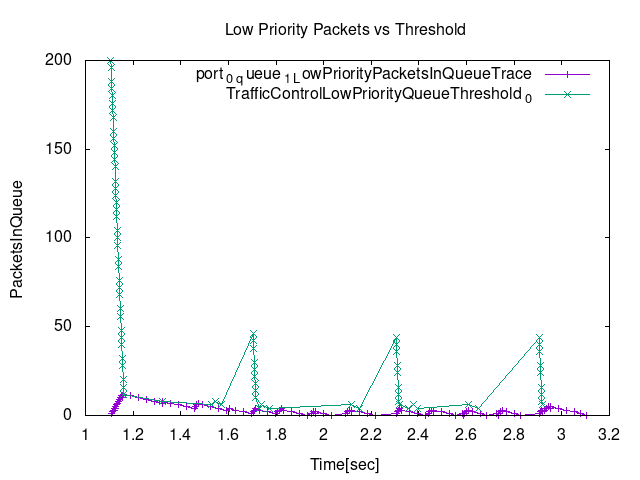 Low Priority Packets vs Threshold
port0queue1LowPriorityPacketsInQueueTrace
TrafficControlLowPriorityQueueThreshold0
PacketsInQueue
200
150
100
50
0
1 1.2 1.4 1.6 1.8 2 2.2 2.4 2.6 2.8 3 3.2
Time[sec]